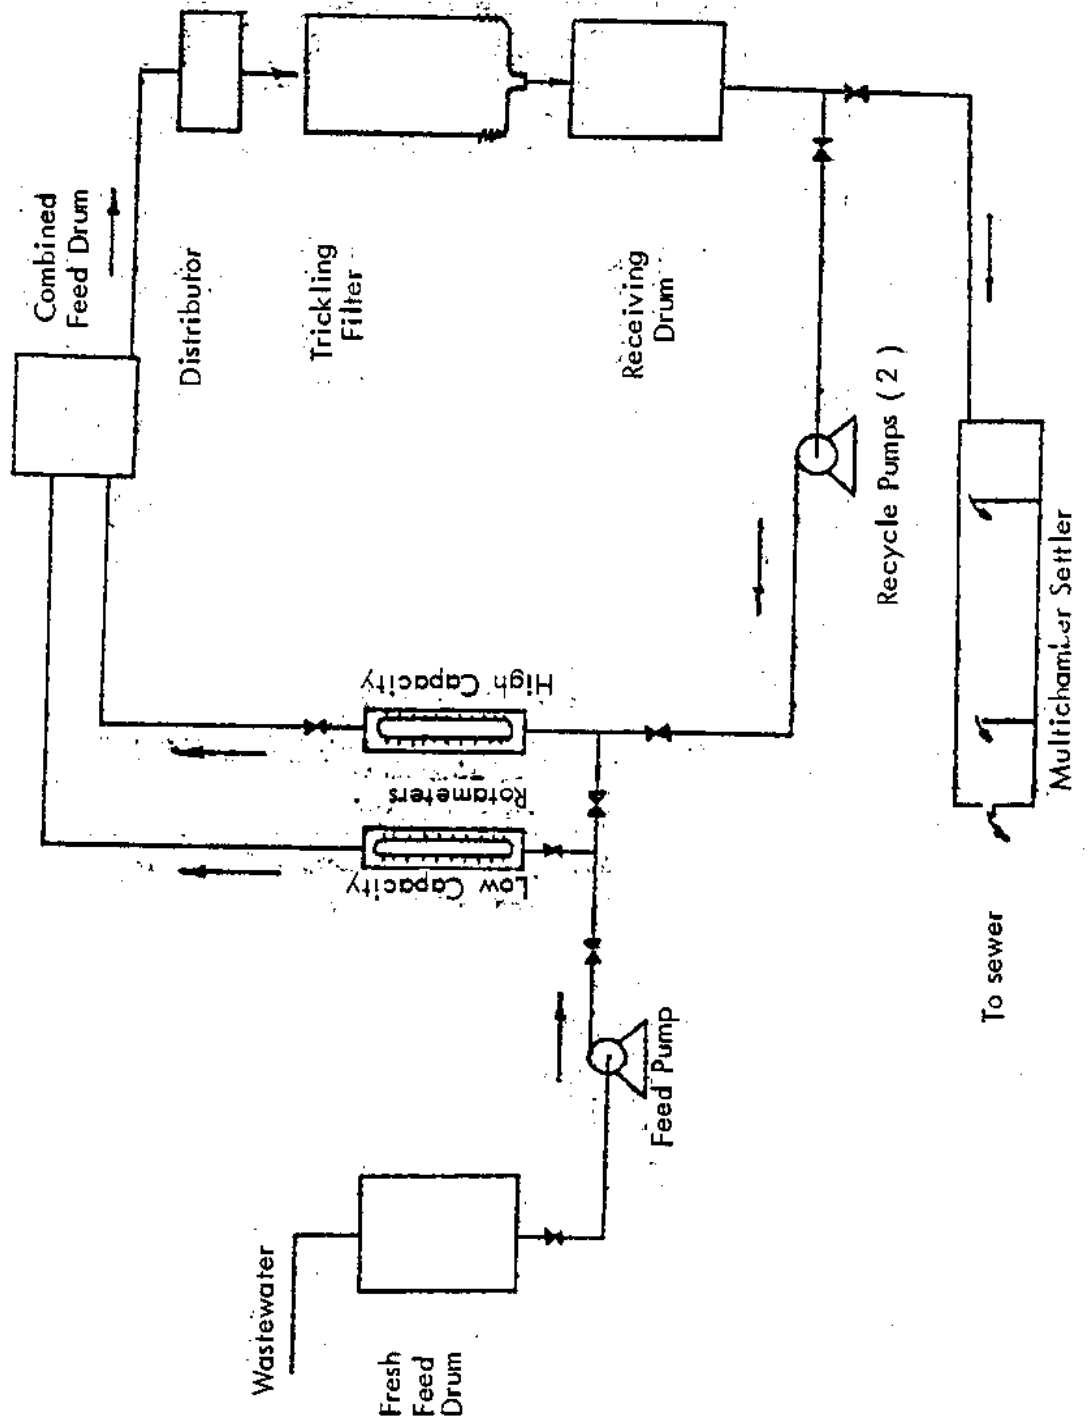 Wastewater
Fresh
Feed
Drum
Feed Pump
Low Capacity
Rotameters
High Capacity
Combined
Feed Drum
Distributor
Trickling
Filter
Receiving
Drum
Recycle Pumps (2)
Multichamber Settler
To sewer